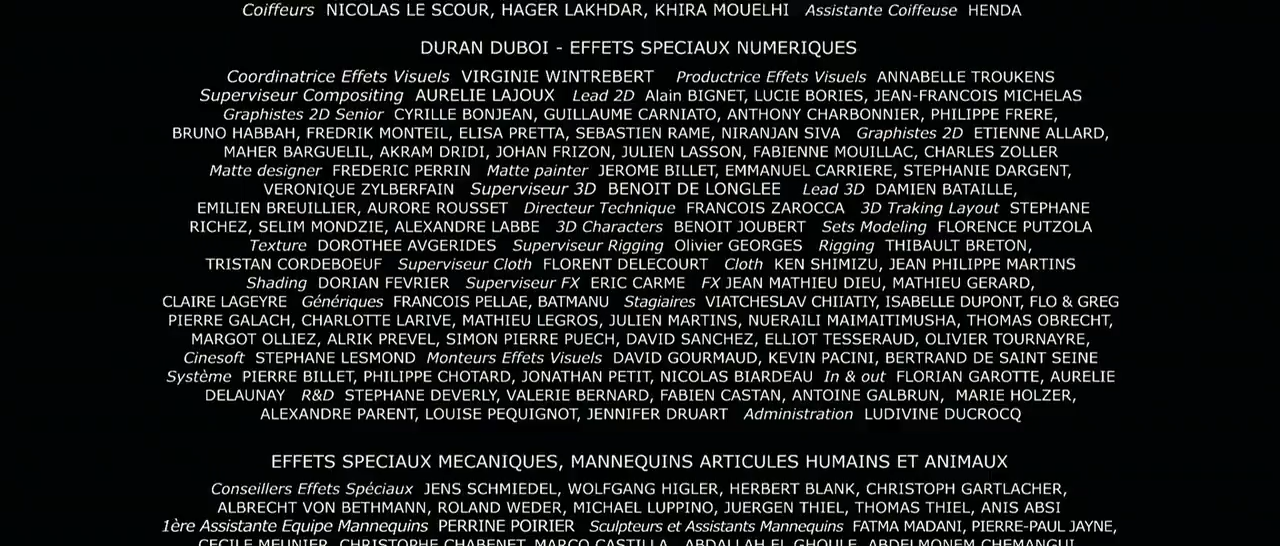 Coiffeurs NICOLAS LE SCOUR, HAGER LAKHDAR, KHIRA MOUELHI Assistante Coiffeuse HENDA
DURAN DUBOI - EFFETS SPECIAUX NUMERIQUES
Coordinatrice Effets Visuels VIRGINIE WINTREBERT Productrice Effets Visuels ANNABELLE TROUKENS
Superviseur Compositing AURELIE LAJOUX Lead 2D Alain BIGNET, LUCIE BORIES, JEAN-FRANCOIS MICHELAS
Graphistes 2D Senior CYRILLE BONJEAN, GUILLAUME CARNIATO, ANTHONY CHARBONNIER, PHILIPPE FRERE,
BRUNO HABBAH, FREDRIK MONTEIL, ELISA PRETTA, SEBASTIEN RAME, NIRANJAN SIVA Graphistes 2D ETIENNE ALLARD,
MAHER BARGUELIL, AKRAM DRIDI, JOHAN FRIZON, JULIEN LASSON, FABIENNE MOUILLAC, CHARLES ZOLLER
Matte designer FREDERIC PERRIN Matte painter JEROME BILLET, EMMANUEL CARRIERE, STEPHANIE DARGENT,
VERONIQUE ZYLBERFAIN Superviseur 3D BENOIT DE LONGLEE Lead 3D DAMIEN BATAILLE,
EMILIEN BREUILLIER, AURORE ROUSSET Directeur Technique FRANCOIS ZAROCCA 3D Traking Layout STEPHANE
RICHEZ, SELIM MONDZIE, ALEXANDRE LABBE 3D Characters BENOIT JOUBERT Sets Modeling FLORENCE PUTZOLA
Texture DOROTHEE AVGERIDES Superviseur Rigging Olivier GEORGES Rigging THIBAULT BRETON,
TRISTAN CORDEBOEUF Superviseur Cloth FLORENT DELECOURT Cloth KEN SHIMIZU, JEAN PHILIPPE MARTINS
Shading DORIAN FEVRIER Superviseur FX ERIC CARME FX JEAN MATHIEU DIEU, MATHIEU GERARD,
CLAIRE LAGEYRE Génériques FRANCOIS PELLAE, BATMANU Stagiaires VIATCHESLAV CHIIATIY, ISABELLE DUPONT, FLO & GREG
PIERRE GALACH, CHARLOTTE LARIVE, MATHIEU LEGROS, JULIEN MARTINS, NUERAILI MAIMAITIMUSHA, THOMAS OBRECHT,
MARGOT OLLIEZ, ALRIK PREVEL, SIMON PIERRE PUECH, DAVID SANCHEZ, ELLIOT TESSERAUD, OLIVIER TOURNAYRE,
Cinesoft STEPHANE LESMOND Monteurs Effets Visuels DAVID GOURMAUD, KEVIN PACINI, BERTRAND DE SAINT SEINE
Système PIERRE BILLET, PHILIPPE CHOTARD, JONATHAN PETIT, NICOLAS BIARDEAU In & out FLORIAN GAROTTE, AURELIE
DELAUNAY R&D STEPHANE DEVERLY, VALERIE BERNARD, FABIEN CASTAN, ANTOINE GALBRUN, MARIE HOLZER,
ALEXANDRE PARENT, LOUISE PEQUIGNOT, JENNIFER DRUART Administration LUDIVINE DUCROCQ
EFFETS SPECIAUX MECANIQUES, MANNEQUINS ARTICULES HUMAINS ET ANIMAUX
Conseillers Effets Spéciaux JENS SCHMIEDEL, WOLFGANG HIGLER, HERBERT BLANK, CHRISTOPH GARTLACHER,
ALBRECHT VON BETHMANN, ROLAND WEDER, MICHAEL LUPPINO, JUERGEN THIEL, THOMAS THIEL, ANIS ABSI
1ère Assistante Equipe Mannequins PERRINE POIRIER Sculpteurs et Assistants Mannequins FATMA MADANI, PIERRE-PAUL JAYNE,
CECILE MEUNIER, CHRISTOPHE CHABENET, MARCO CASTILLA, ABDALLAH EL GHOULE, ABDELMONEM CHEMANGUI